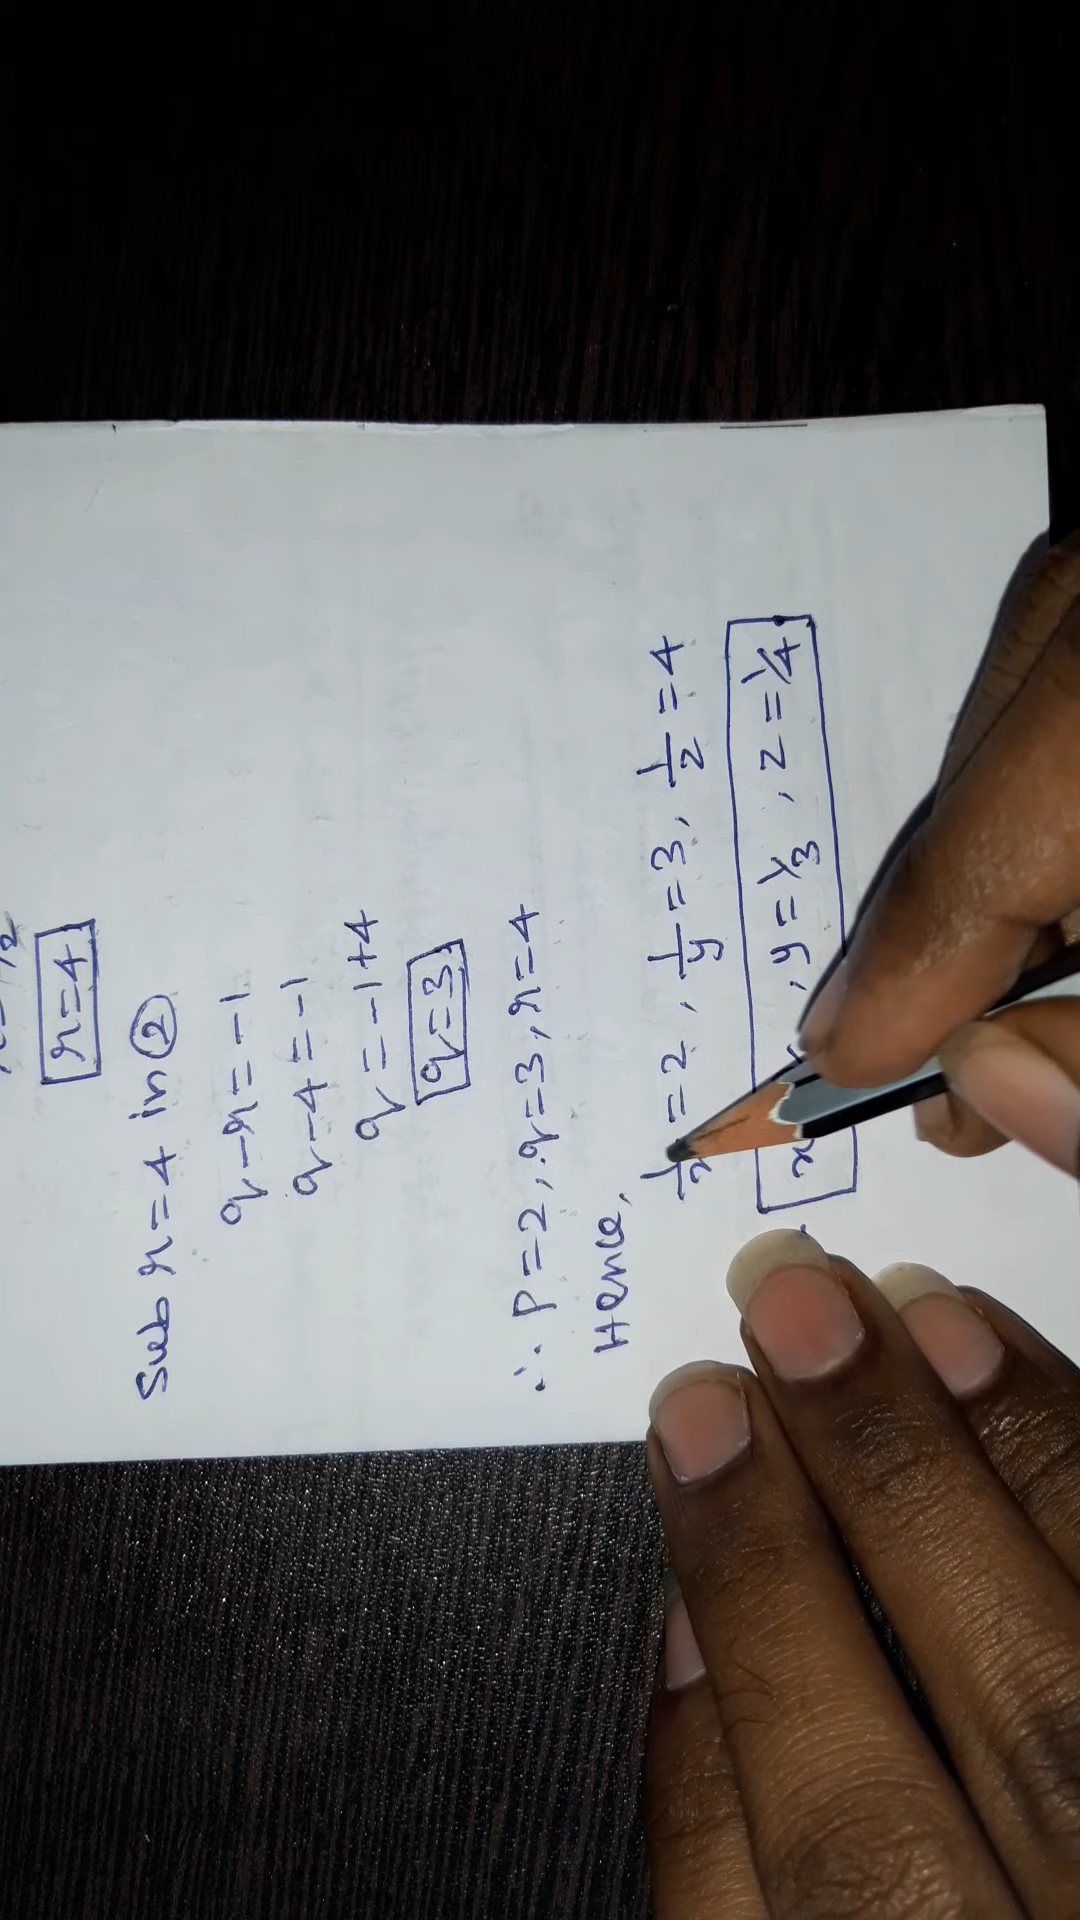 r=4
Sub r=4 in ②
q-r=-1
q-4=-1
q=-1+4
q=3
∴ P=2, q=3, r=4
Hence,
1/x=2, 1/y=3, 1/z=4
x , y=1/3, z=1/4